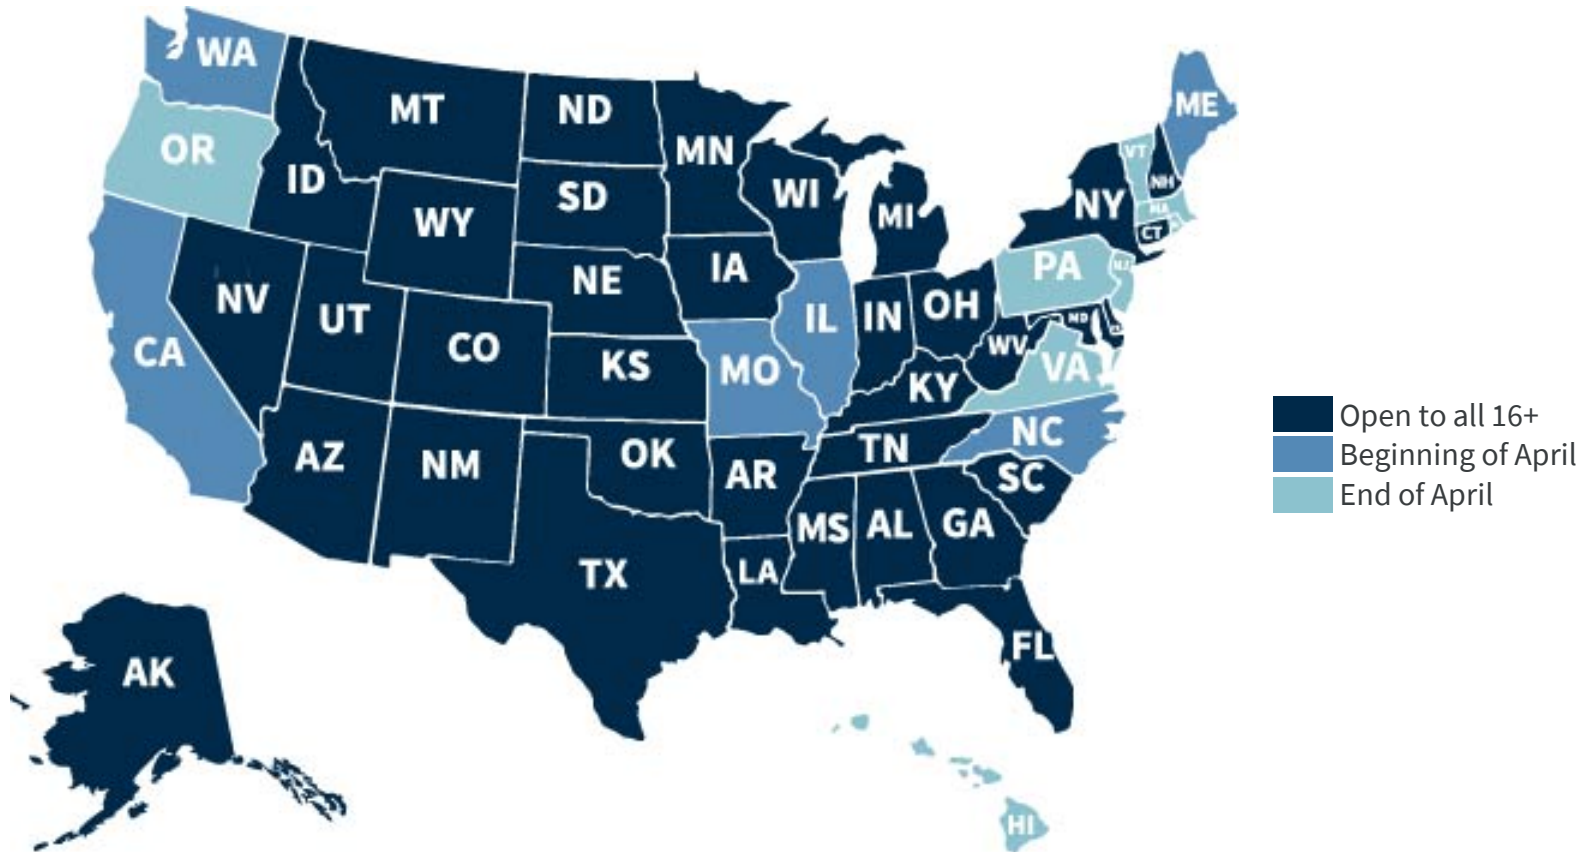 WA
ME
MT
ND
OR
MN
VT
ID
SD
WI
NH
WY
MI
NY
MA
CT
NE
IA
PA
NJ
NV
UT
IL
IN
OH
MD
CO
WV
CA
KS
MO
KY
VA
AZ
NM
OK
TN
NC
AR
SC
MS
AL
GA
TX
LA
FL
AK
HI
Open to all 16+
Beginning of April
End of April